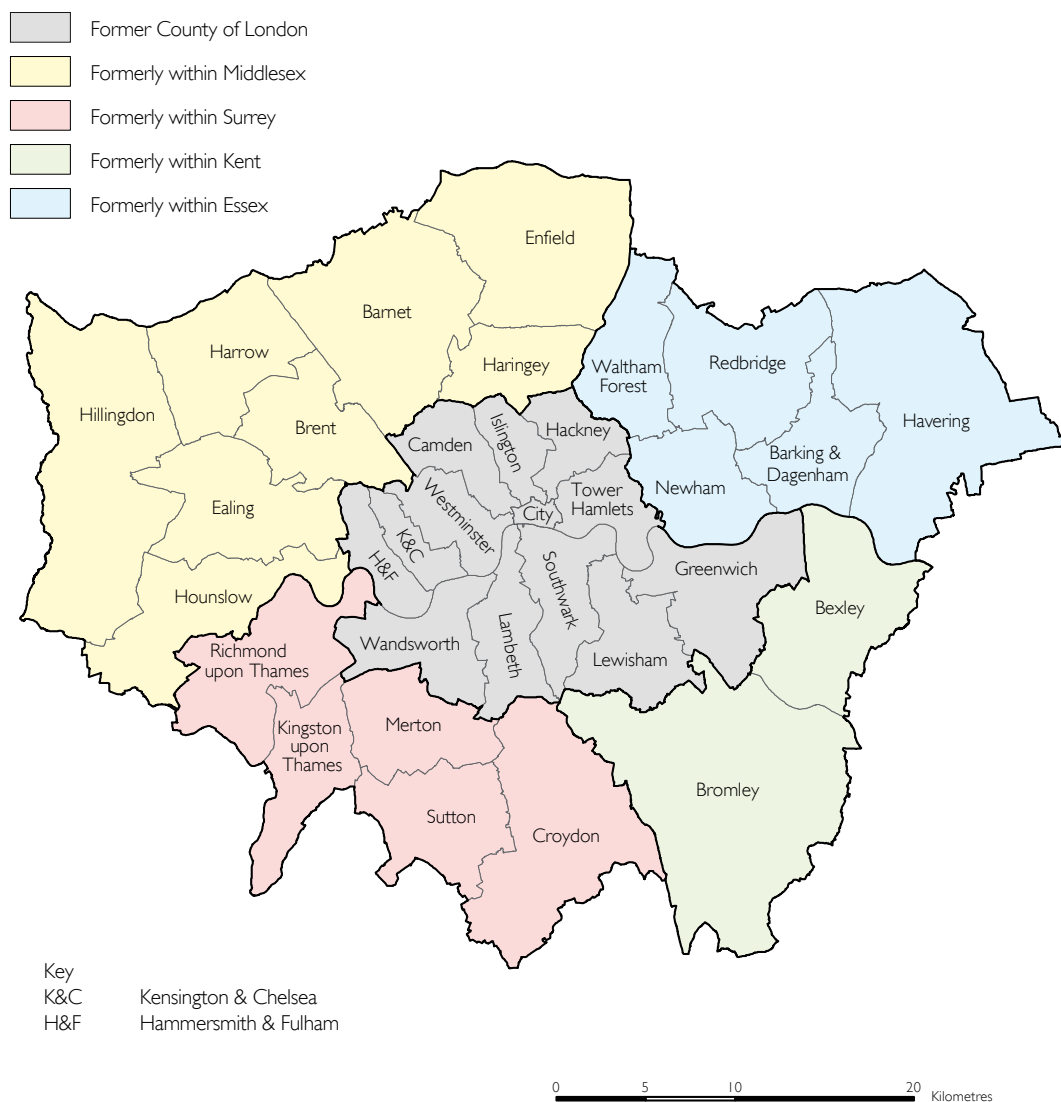 Former County of London
Formerly within Middlesex
Formerly within Surrey
Formerly within Kent
Formerly within Essex
Enfield
Barnet
Harrow
Haringey
Waltham
Forest
Redbridge
Hillingdon
Havering
Brent
Camden
Islington
Hackney
Barking &
Dagenham
Newham
Ealing
Westminster
City
Tower
Hamlets
K&C
H&F
Southwark
Greenwich
Hounslow
Bexley
Richmond
upon Thames
Wandsworth
Lambeth
Lewisham
Kingston
upon
Thames
Merton
Bromley
Sutton
Croydon
Key
K&C Kensington & Chelsea
H&F Hammersmith & Fulham
0 5 10 20 Kilometres